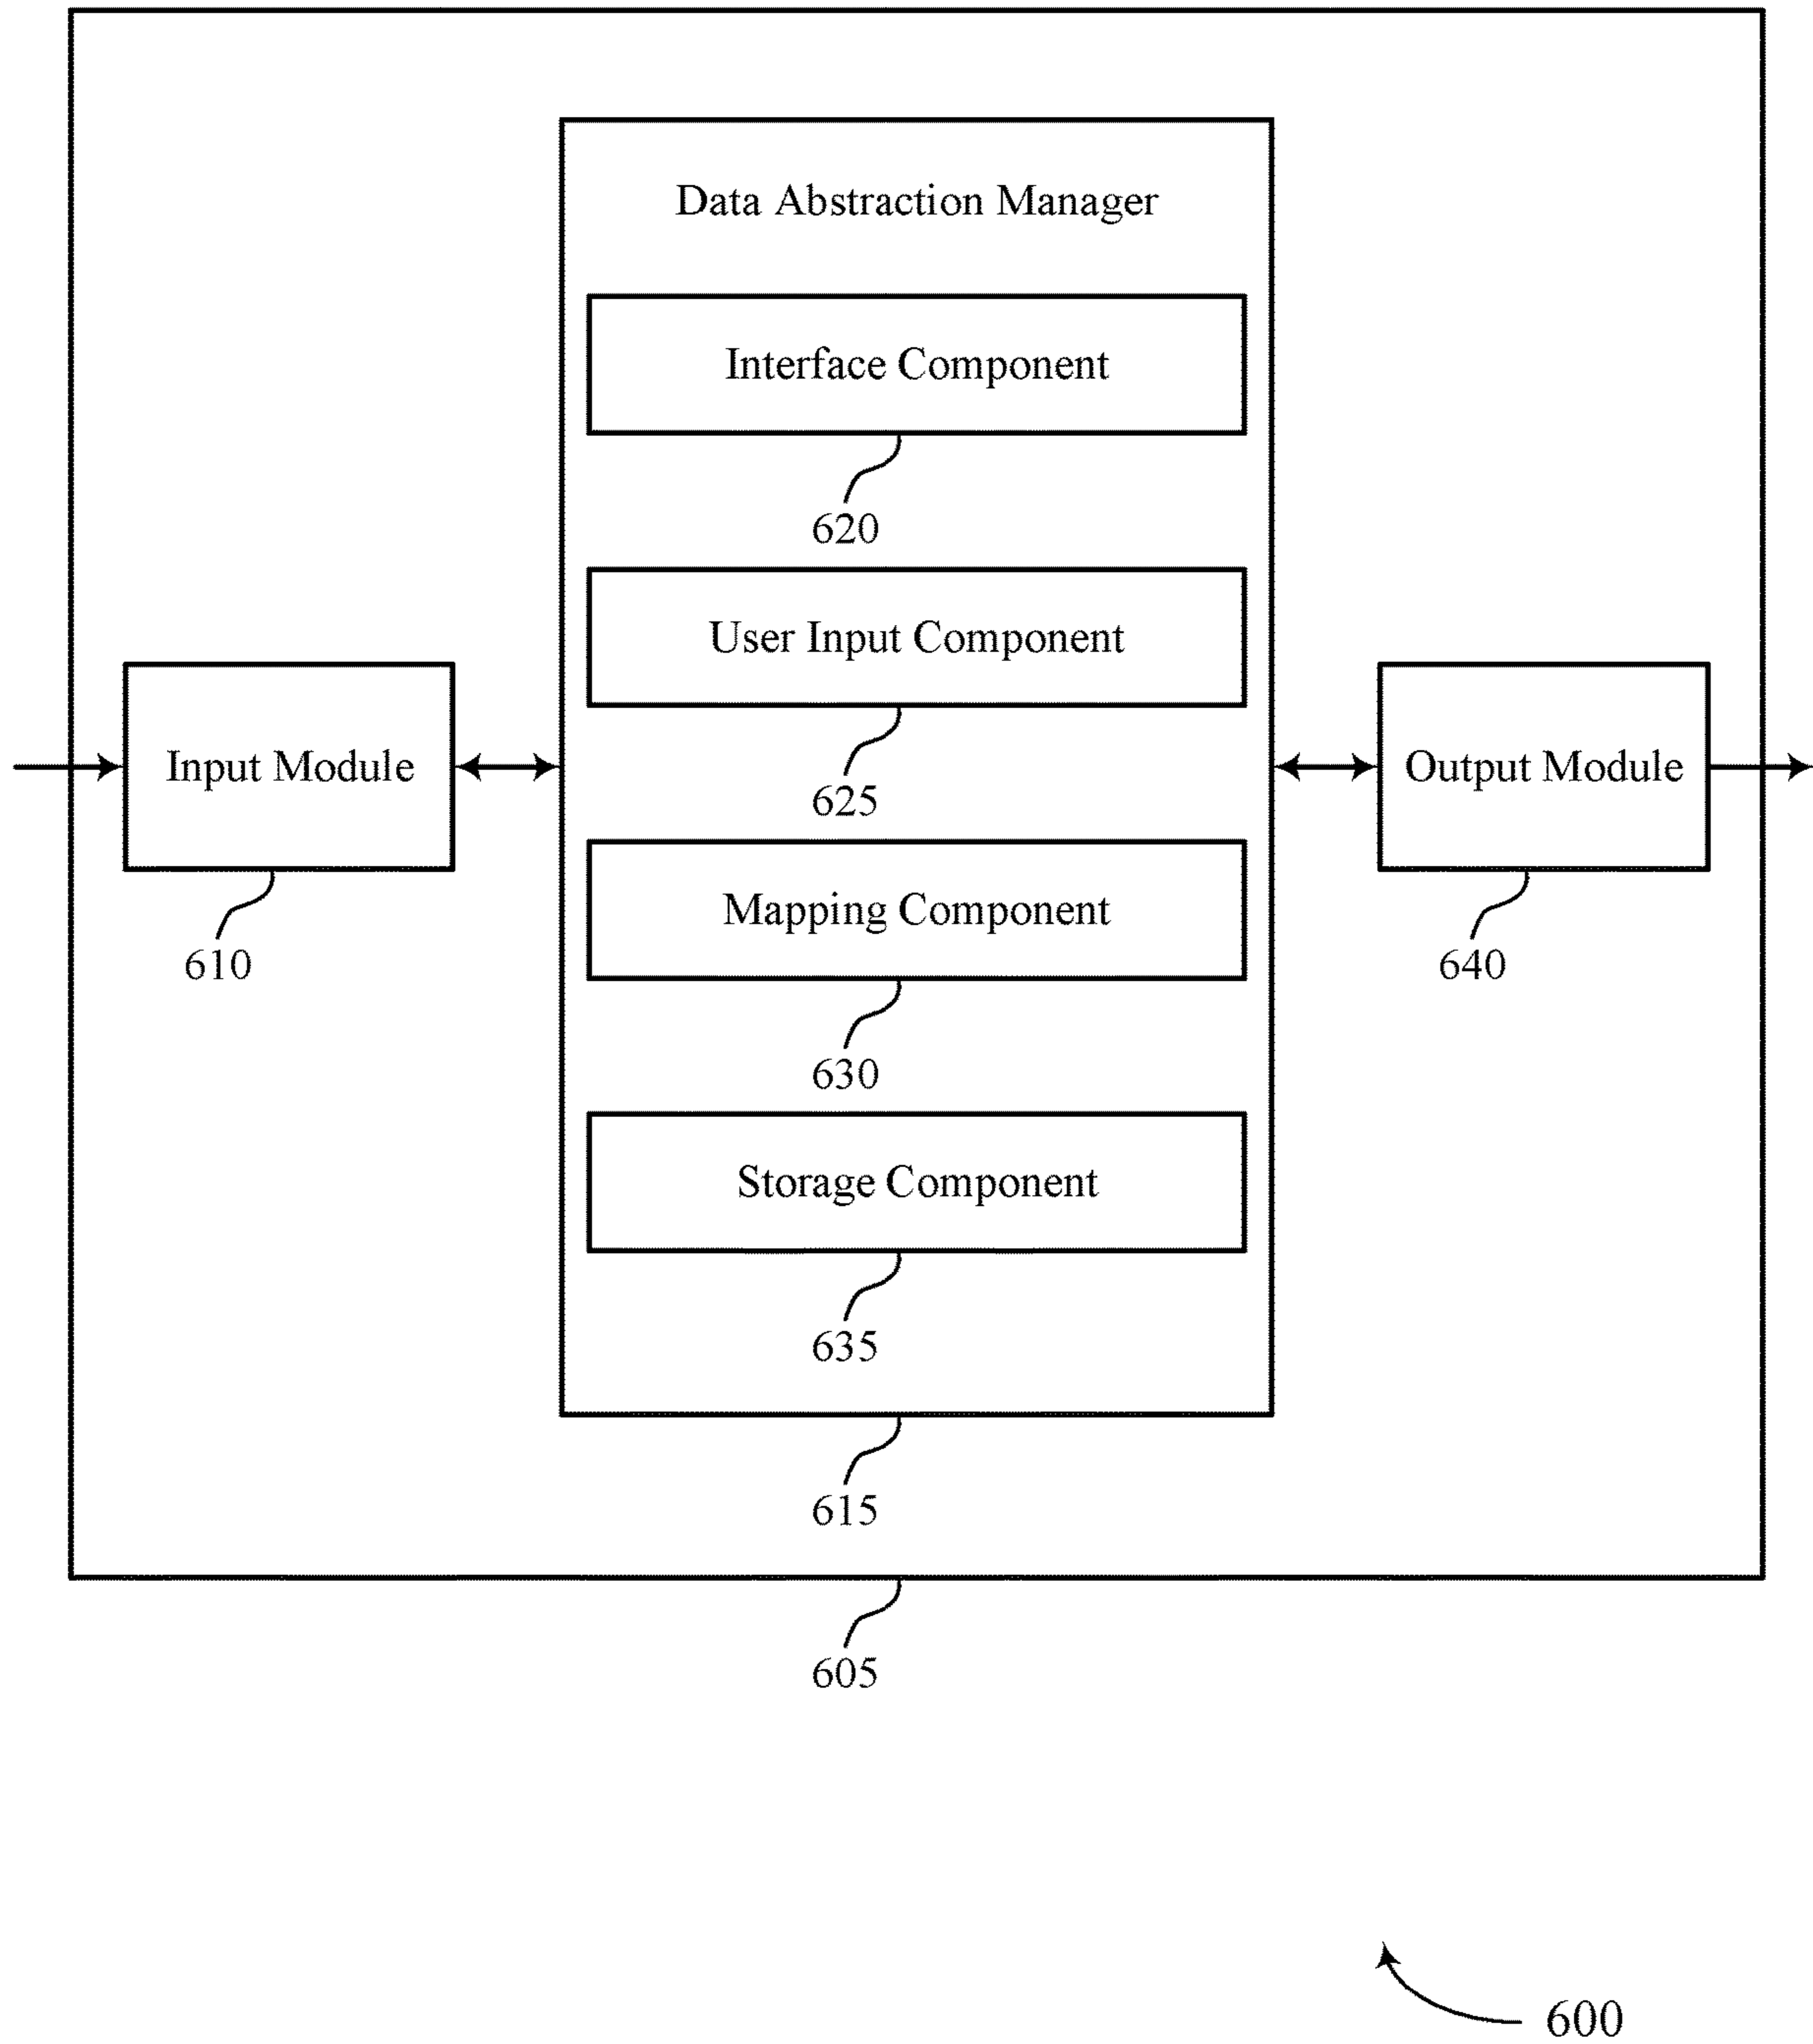 Data Abstraction Manager
Interface Component
620
User Input Component
625
Input Module
610
Output Module
640
Mapping Component
630
Storage Component
635
615
605
600